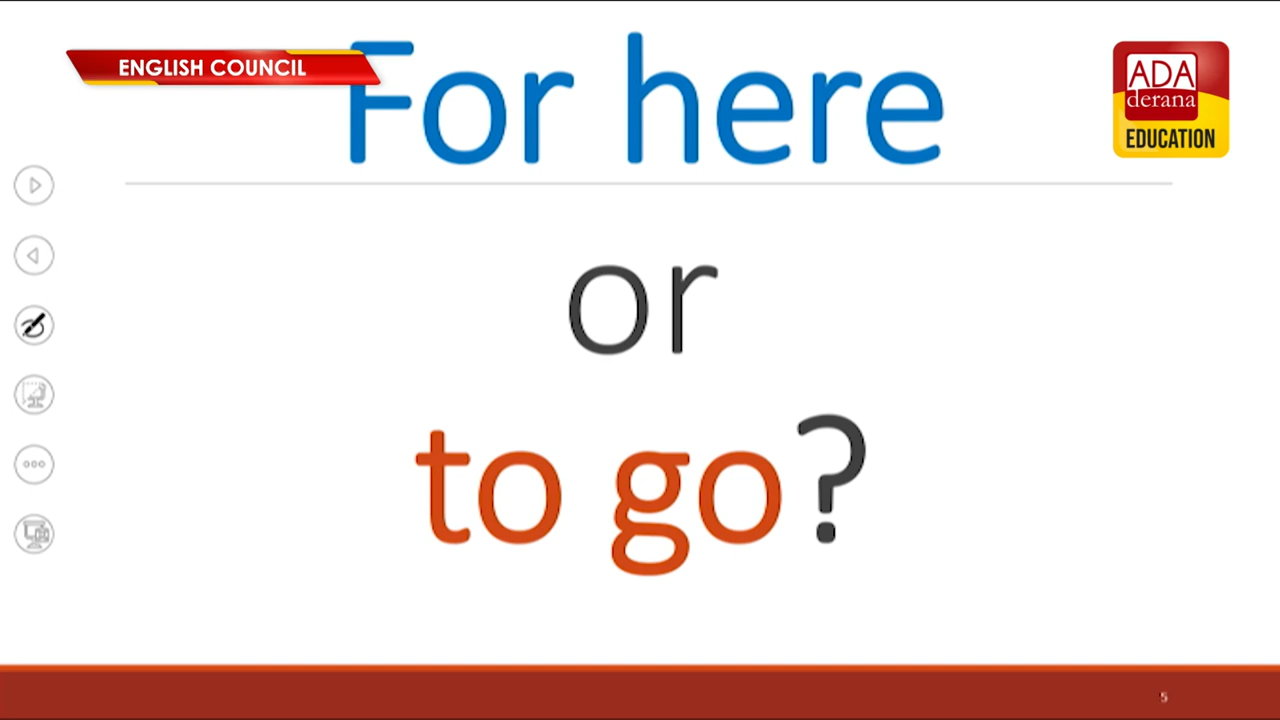 ENGLISH COUNCIL
For here
ADA
derana
EDUCATION
or
to go?
5